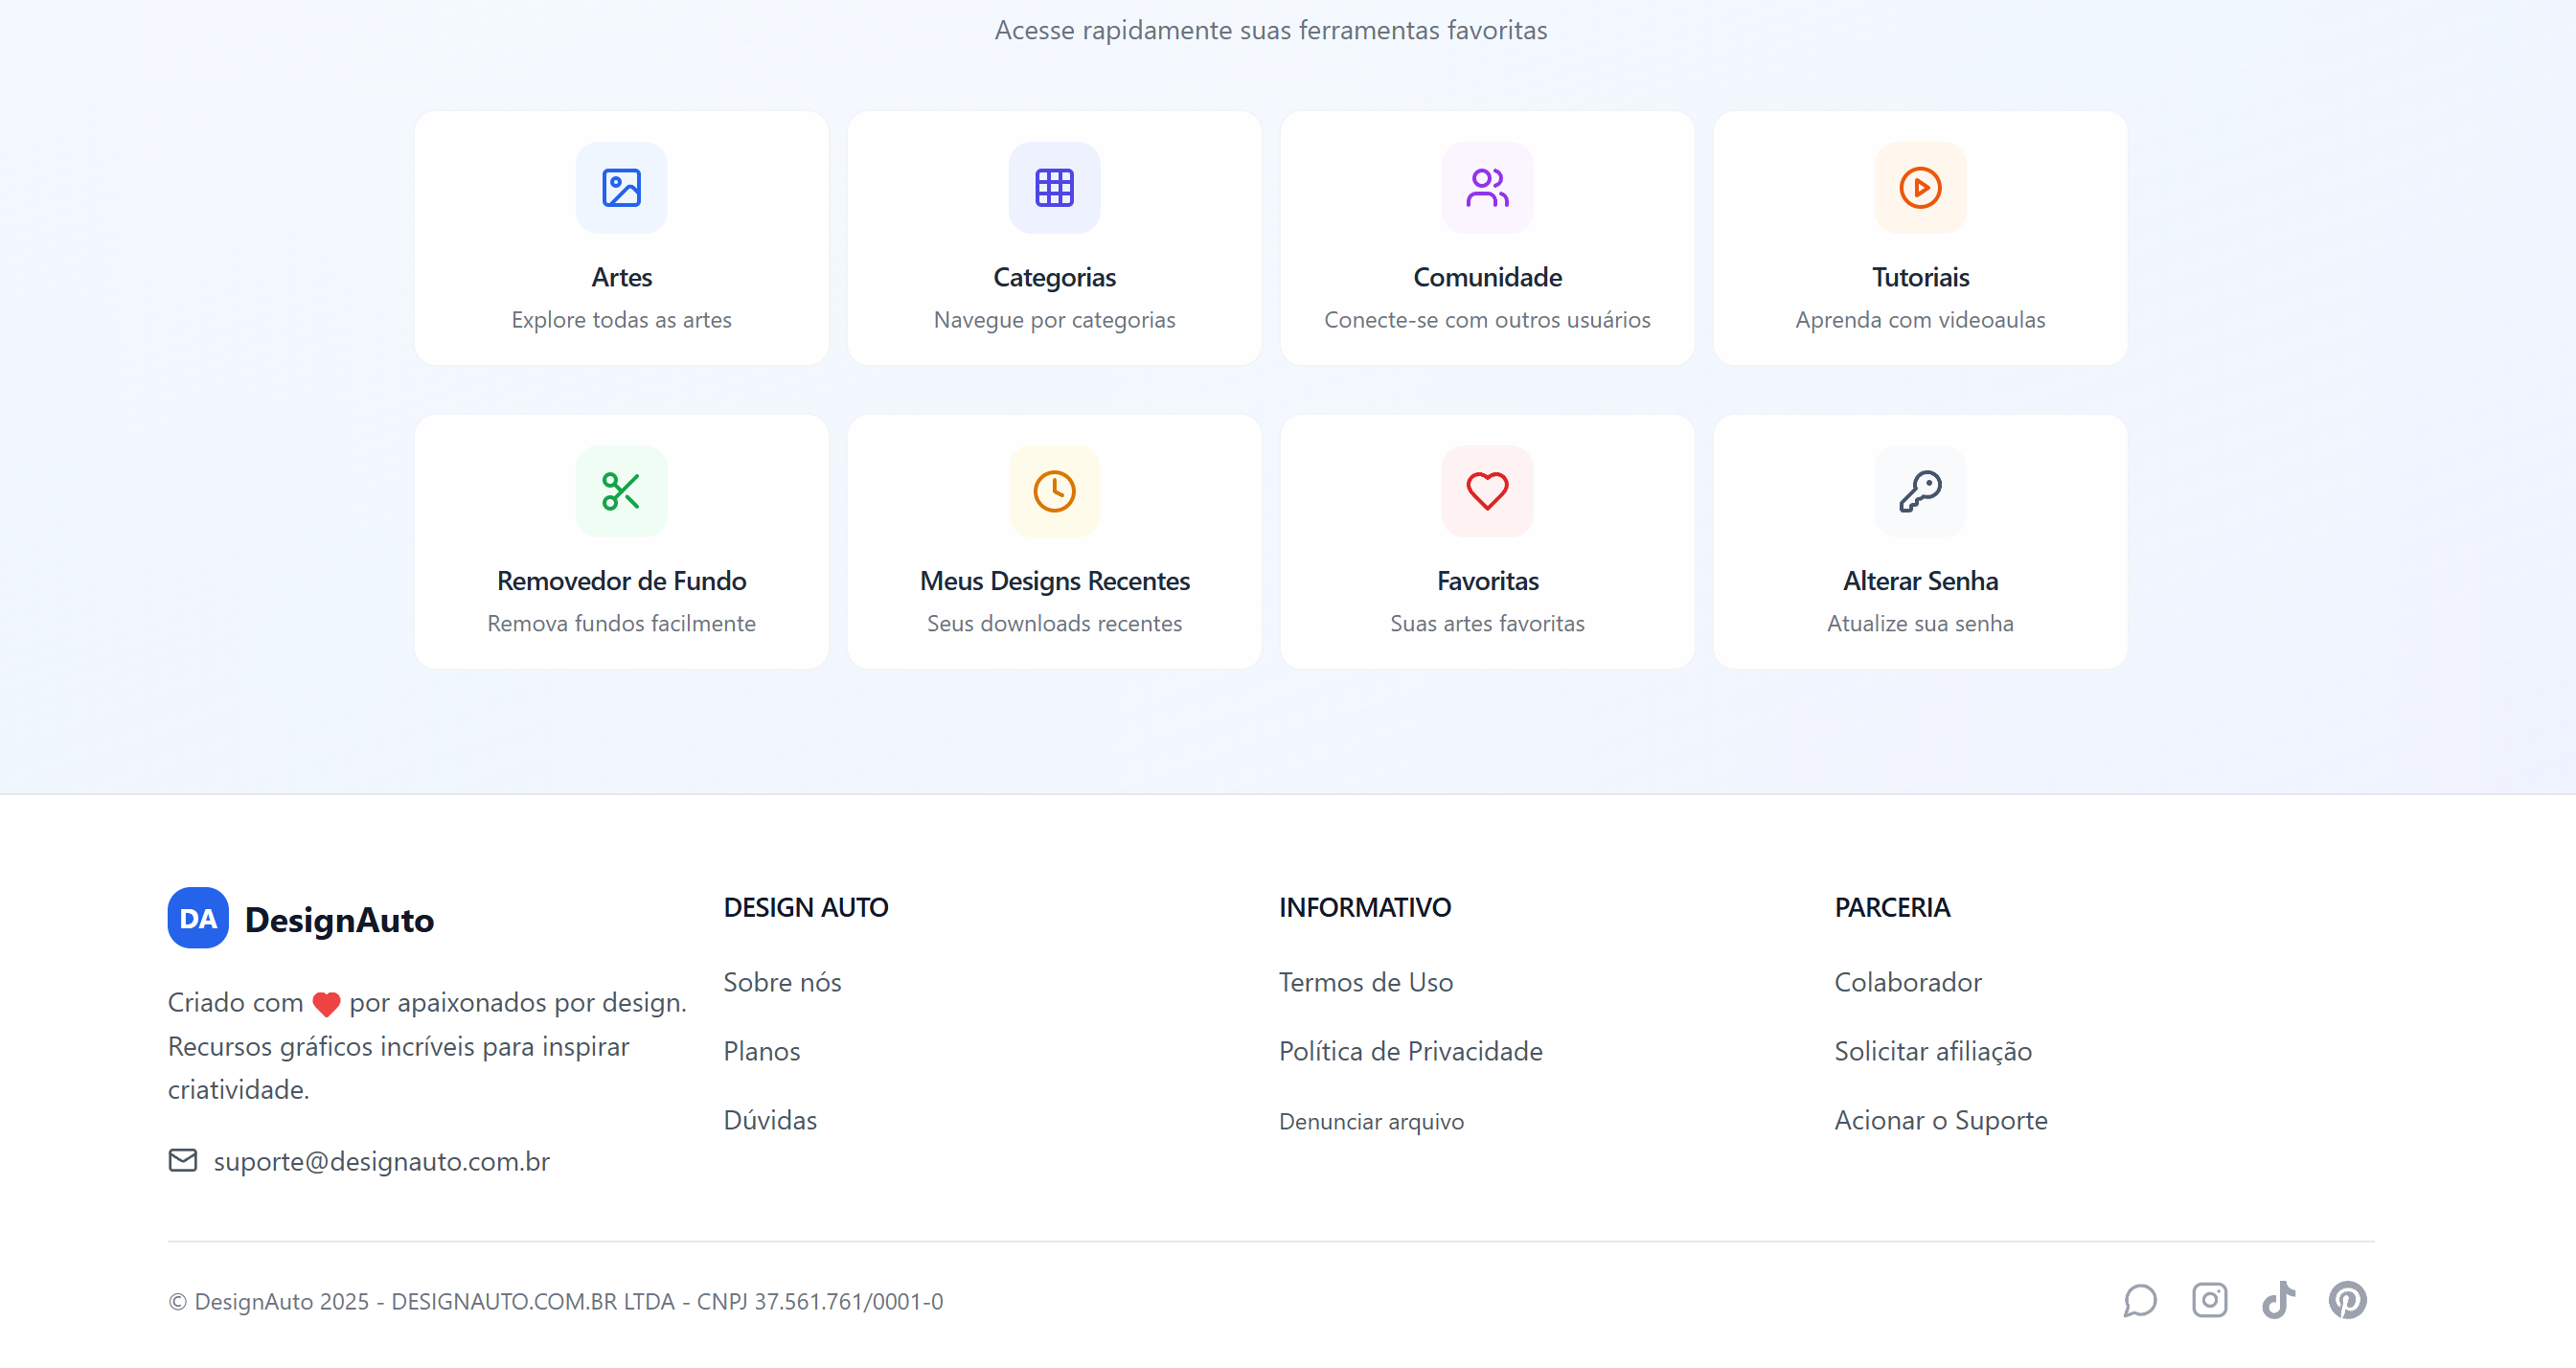 Acesse rapidamente suas ferramentas favoritas
Artes
Explore todas as artes
Categorias
Navegue por categorias
Comunidade
Conecte-se com outros usuários
Tutoriais
Aprenda com videoaulas
Removedor de Fundo
Remova fundos facilmente
Meus Designs Recentes
Seus downloads recentes
Favoritas
Suas artes favoritas
Alterar Senha
Atualize sua senha
DA DesignAuto
Criado com ❤ por apaixonados por design.
Recursos gráficos incríveis para inspirar
criatividade.
suporte@designauto.com.br
DESIGN AUTO
Sobre nós
Planos
Dúvidas
INFORMATIVO
Termos de Uso
Política de Privacidade
Denunciar arquivo
PARCERIA
Colaborador
Solicitar afiliação
Acionar o Suporte
© DesignAuto 2025 - DESIGNAUTO.COM.BR LTDA - CNPJ 37.561.761/0001-0